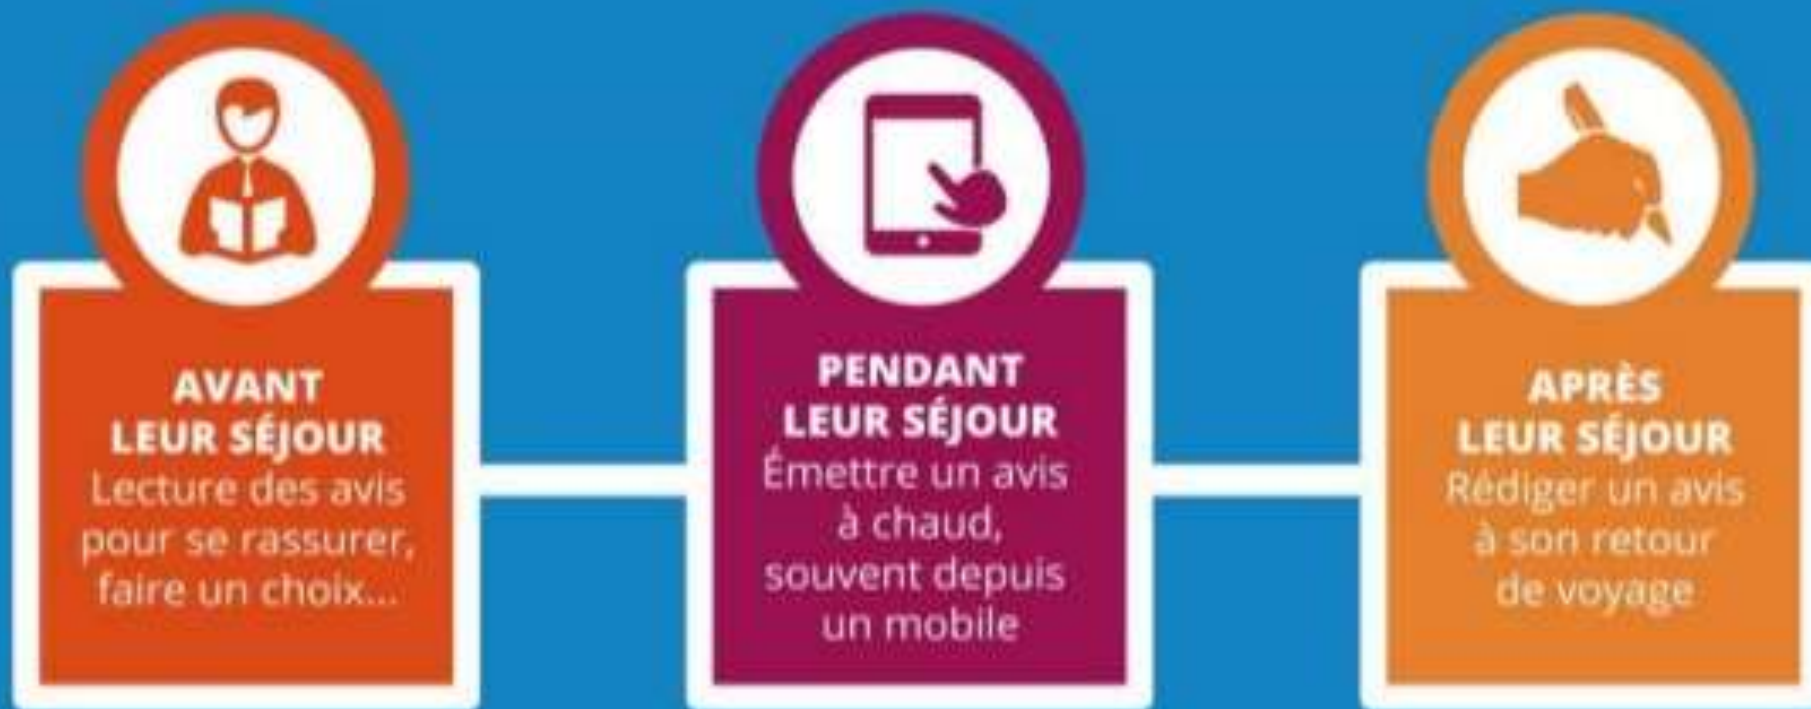 AVANT
LEUR SÉJOUR
Lecture des avis
pour se rassurer,
faire un choix...
PENDANT
LEUR SÉJOUR
Émettre un avis
à chaud,
souvent depuis
un mobile
APRÈS
LEUR SÉJOUR
Rédiger un avis
à son retour
de voyage